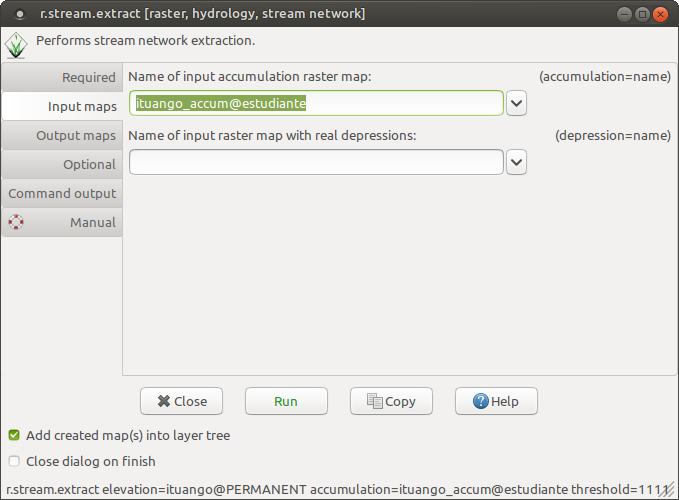 r.stream.extract [raster, hydrology, stream network]
Performs stream network extraction.
Required
Input maps
Output maps
Optional
Command output
Manual
Name of input accumulation raster map: (accumulation=name)
ituango_accum@estudiante
Name of input raster map with real depressions: (depression=name)
Close Run Copy Help
Add created map(s) into layer tree
Close dialog on finish
r.stream.extract elevation=ituango@PERMANENT accumulation=ituango_accum@estudiante threshold=1111